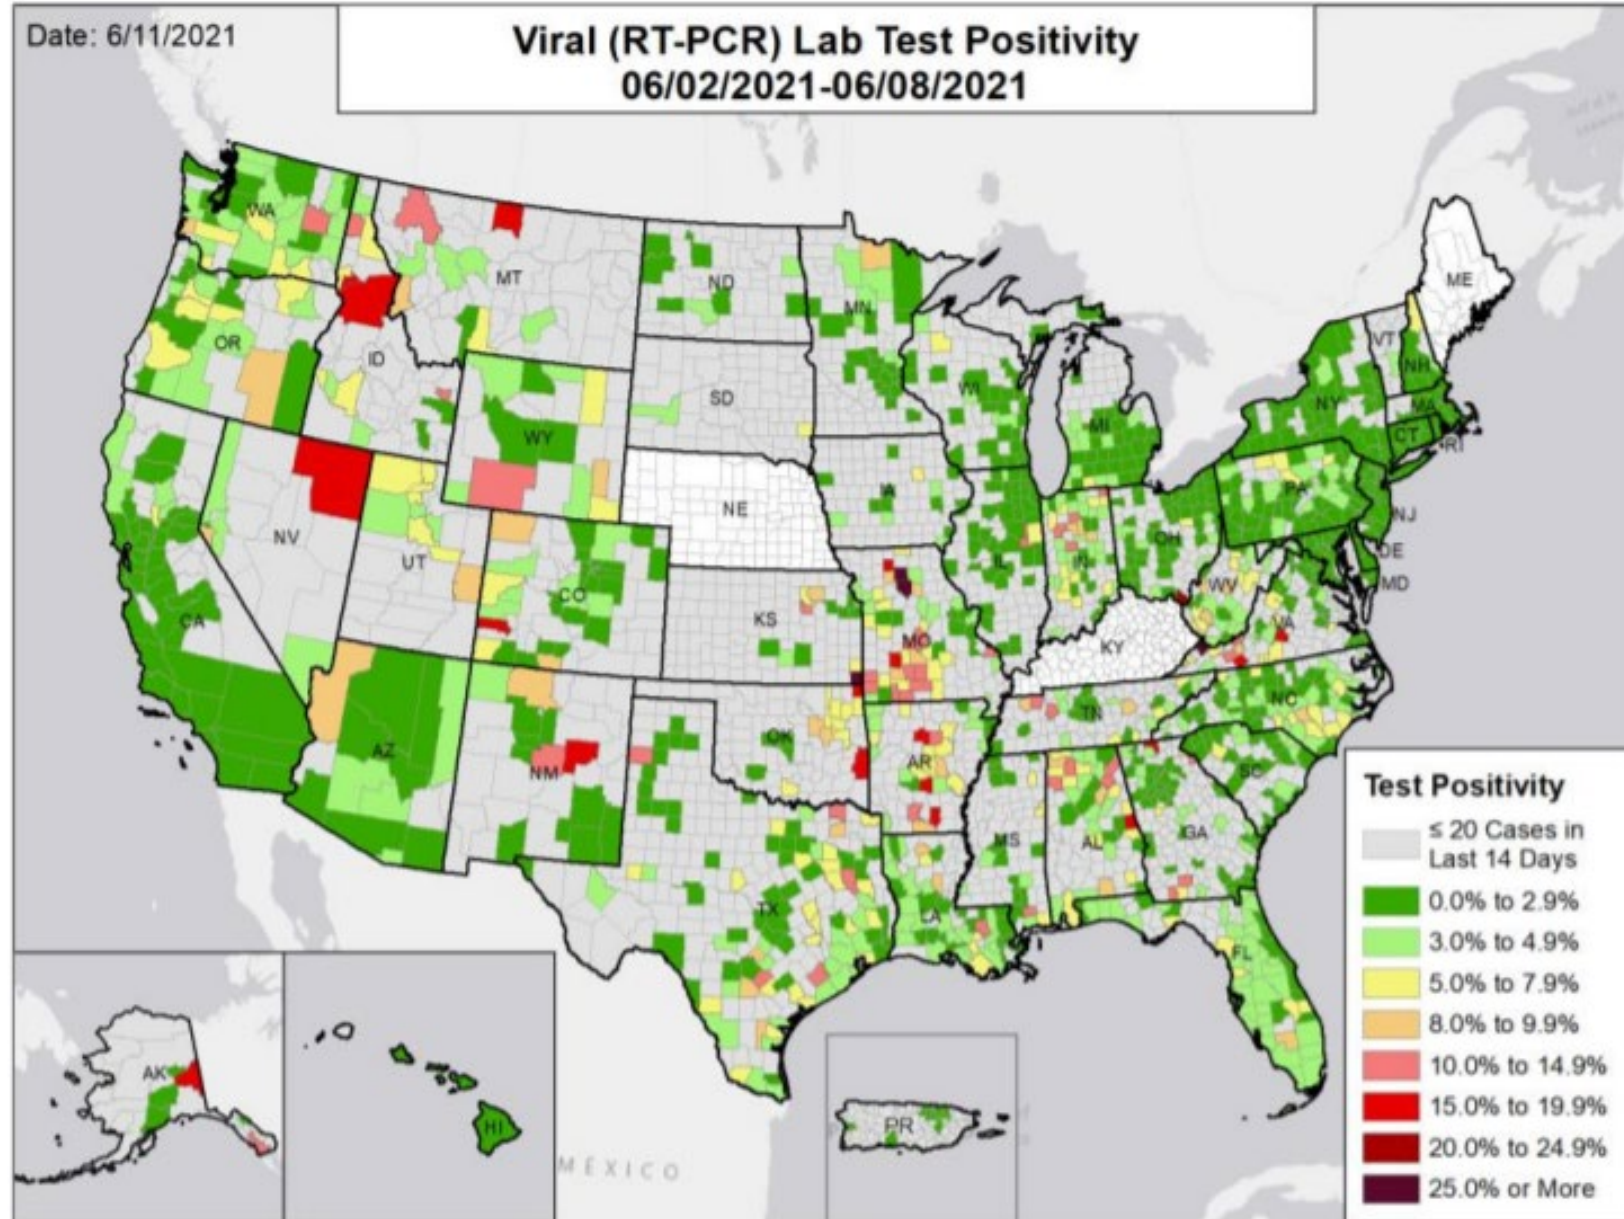 Date: 6/11/2021
Viral (RT-PCR) Lab Test Positivity
06/02/2021-06/08/2021
WA
MT
ND
MN
ME
OR
ID
SD
WI
MI
VT
NH
NY
MA
CT
RI
WY
NE
IA
PA
NJ
NV
UT
CO
KS
MO
IL
IN
OH
WV
DE
MD
VA
CA
KY
AZ
NM
OK
AR
TN
NC
SC
MS
AL
GA
TX
LA
FL
AK
HI
PR
MEXICO
Test Positivity
≤ 20 Cases in
Last 14 Days
0.0% to 2.9%
3.0% to 4.9%
5.0% to 7.9%
8.0% to 9.9%
10.0% to 14.9%
15.0% to 19.9%
20.0% to 24.9%
25.0% or More